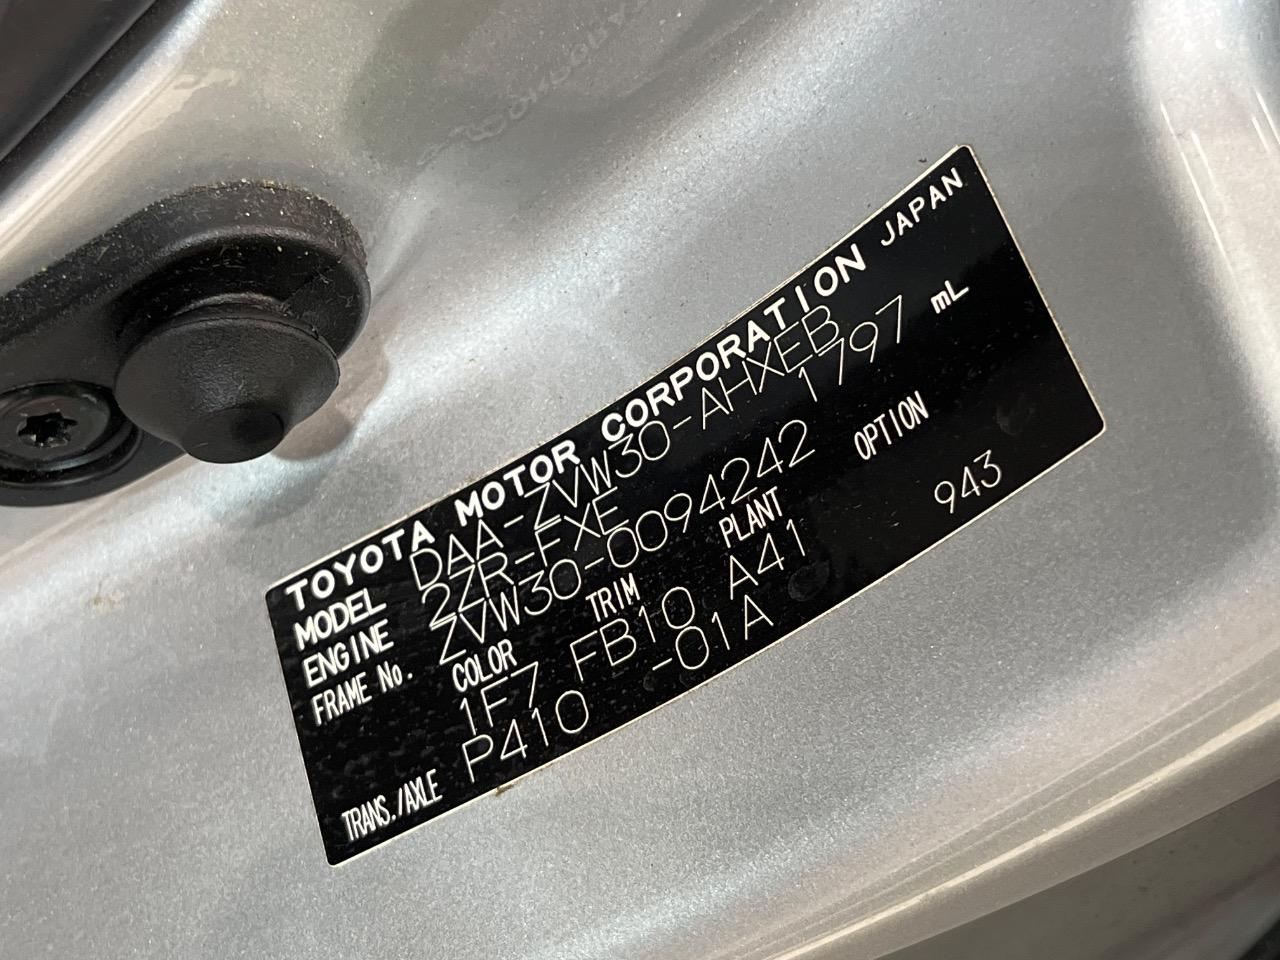 TOYOTA MOTOR CORPORATION JAPAN
MODEL DAA-ZVW30-AHXEB
ENGINE 2ZR-FXE 1797 mL
FRAME No. ZVW30-0094242
COLOR TRIM PLANT OPTION
1F7 FB10 A41 943
TRANS./AXLE P410 -01A